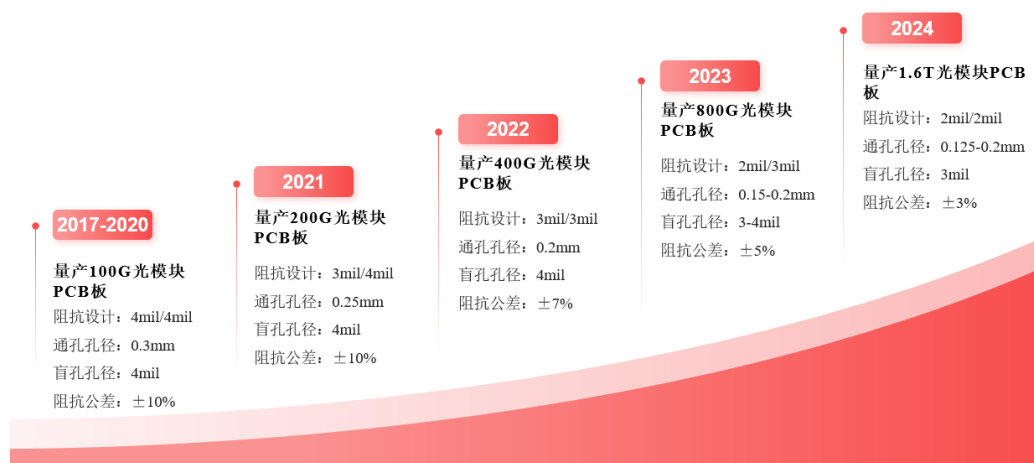 2017-2020
量产100G光模块
PCB板
阻抗设计：4mil/4mil
通孔孔径：0.3mm
盲孔孔径：4mil
阻抗公差：±10%
2021
量产200G光模块
PCB板
阻抗设计：3mil/4mil
通孔孔径：0.25mm
盲孔孔径：4mil
阻抗公差：±10%
2022
量产400G光模块
PCB板
阻抗设计：3mil/3mil
通孔孔径：0.2mm
盲孔孔径：4mil
阻抗公差：±7%
2023
量产800G光模块
PCB板
阻抗设计：2mil/3mil
通孔孔径：0.15-0.2mm
盲孔孔径：3-4mil
阻抗公差：±5%
2024
量产1.6T光模块PCB
板
阻抗设计：2mil/2mil
通孔孔径：0.125-0.2mm
盲孔孔径：3mil
阻抗公差：±3%